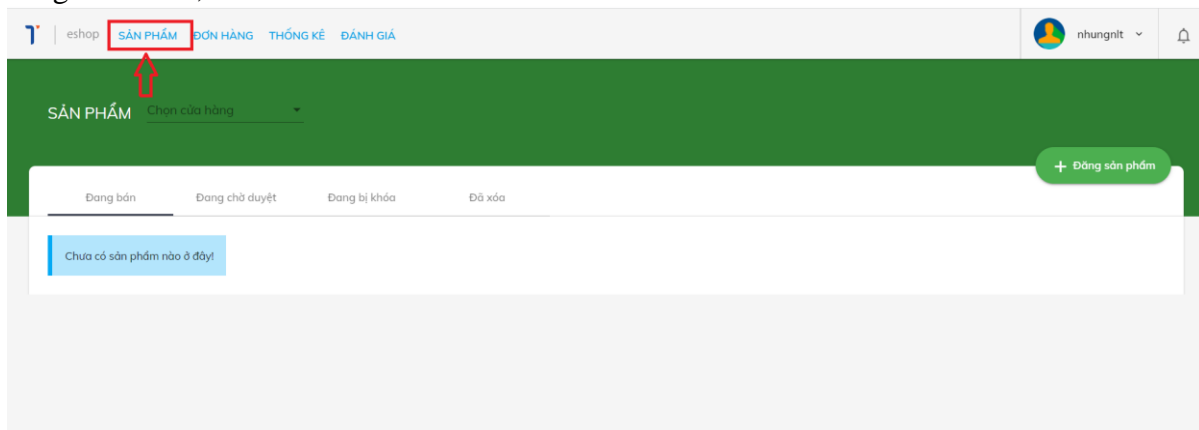 eshop SẢN PHẨM ĐƠN HÀNG THỐNG KÊ ĐÁNH GIÁ nhungnlt
SẢN PHẨM Chọn cửa hàng
+ Đăng sản phẩm
Đang bán Đang chờ duyệt Đang bị khóa Đã xóa
Chưa có sản phẩm nào ở đây!